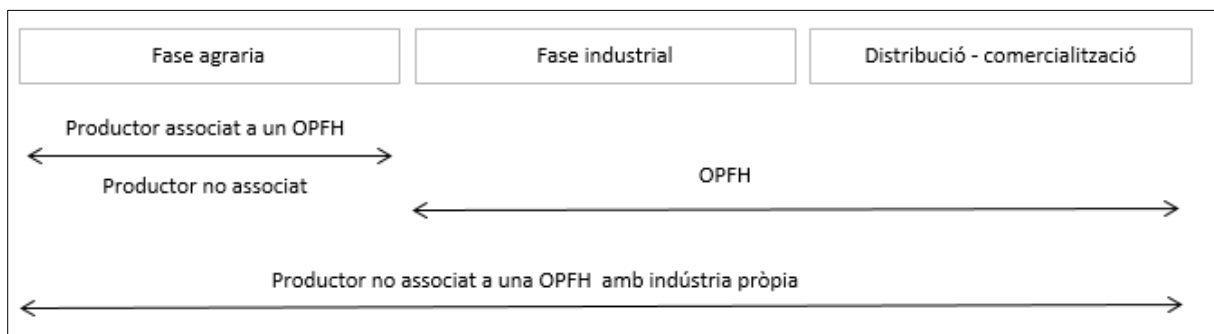 Fase agraria
Fase industrial
Distribució - comercialització
Productor associat a un OPFH
Productor no associat
OPFH
Productor no associat a una OPFH amb indústria pròpia